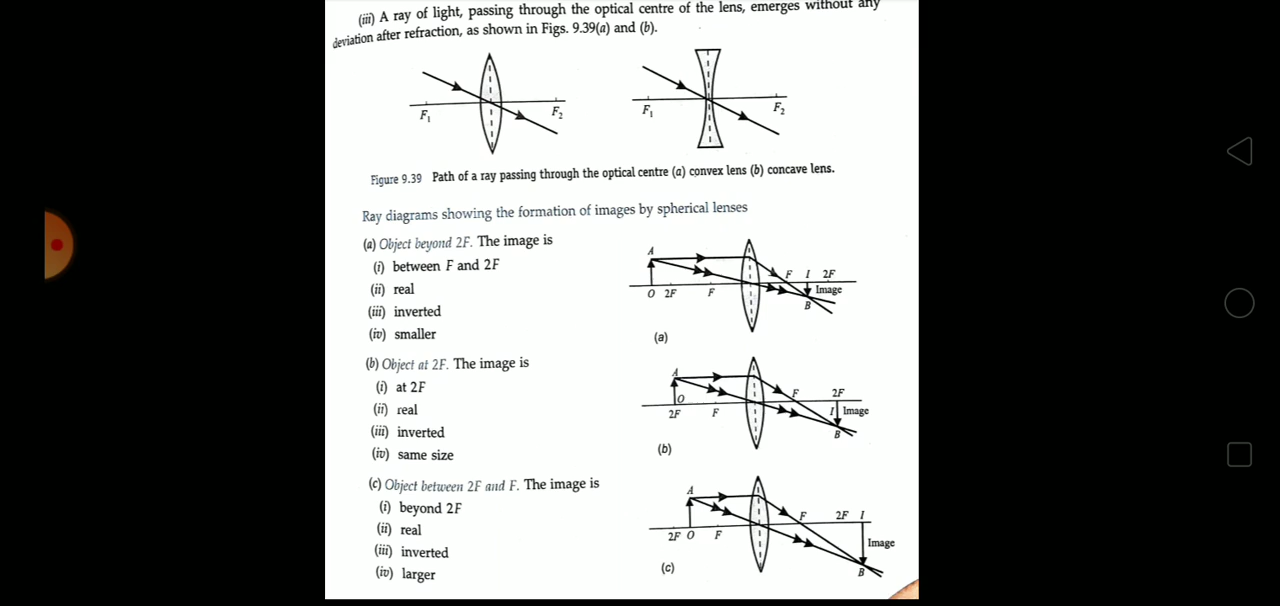 (iii) A ray of light, passing through the optical centre of the lens, emerges without any
deviation after refraction, as shown in Figs. 9.39(a) and (b).
F₁ F₂
F₁ F₂
Figure 9.39 Path of a ray passing through the optical centre (a) convex lens (b) concave lens.
Ray diagrams showing the formation of images by spherical lenses
(a) Object beyond 2F. The image is
(i) between F and 2F
(ii) real
(iii) inverted
(iv) smaller
A
F I 2F
O 2F F Image
B
(a)
(b) Object at 2F. The image is
(i) at 2F
(ii) real
(iii) inverted
(iv) same size
A
F 2F
O I Image
2F F
B
(b)
(c) Object between 2F and F. The image is
(i) beyond 2F
(ii) real
(iii) inverted
(iv) larger
A
F 2F I
2F O F
Image
B
(c)